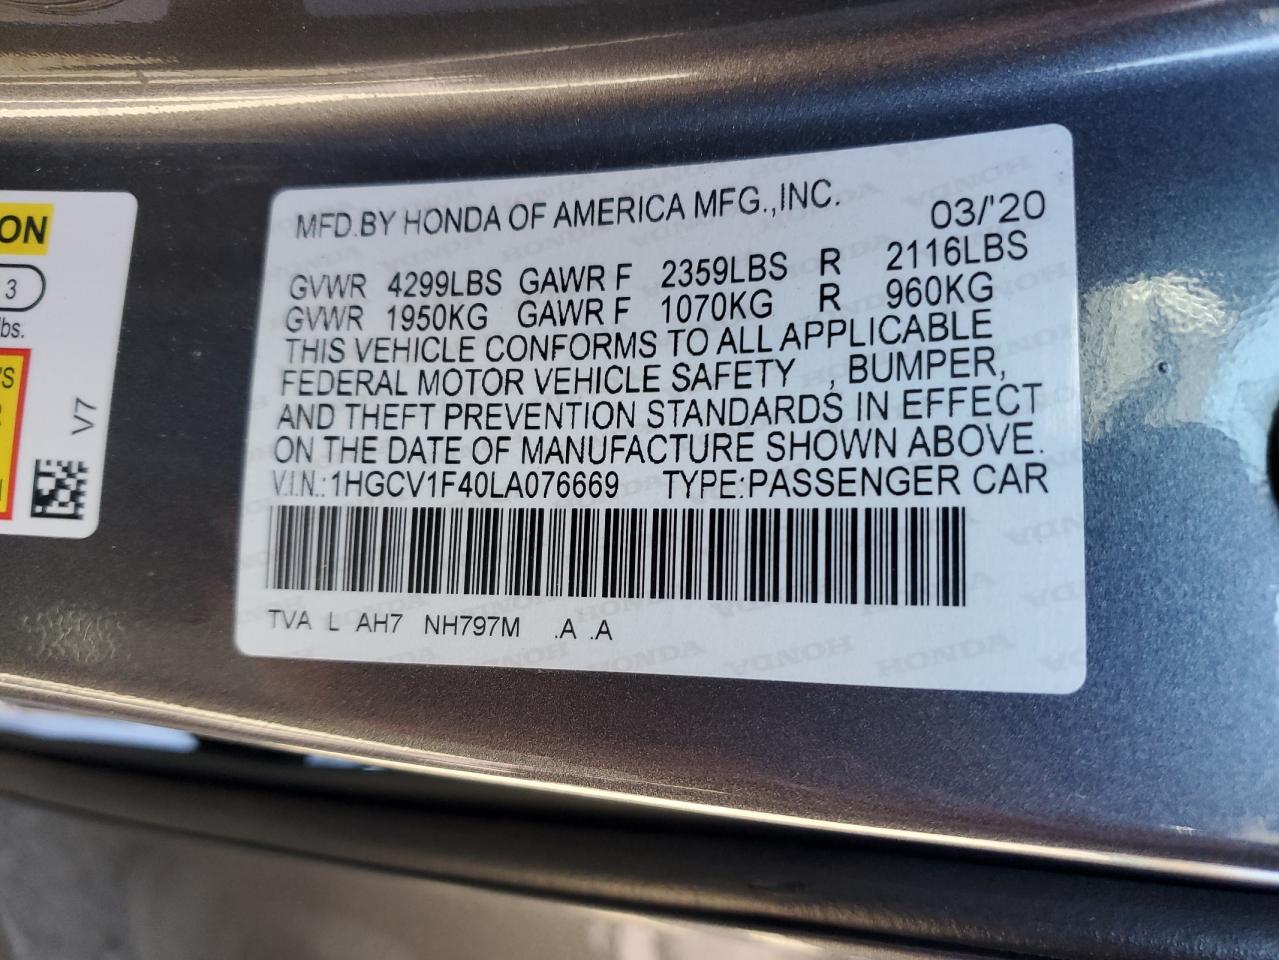 MFD.BY HONDA OF AMERICA MFG.,INC. 03/'20
GVWR 4299LBS GAWR F 2359LBS R 2116LBS
GVWR 1950KG GAWR F 1070KG R 960KG
THIS VEHICLE CONFORMS TO ALL APPLICABLE
FEDERAL MOTOR VEHICLE SAFETY , BUMPER,
AND THEFT PREVENTION STANDARDS IN EFFECT
ON THE DATE OF MANUFACTURE SHOWN ABOVE.
V.I.N.:1HGCV1F40LA076669 TYPE:PASSENGER CAR
TVA L AH7 NH797M .A .A
ON
3
lbs.
'S
R
V7